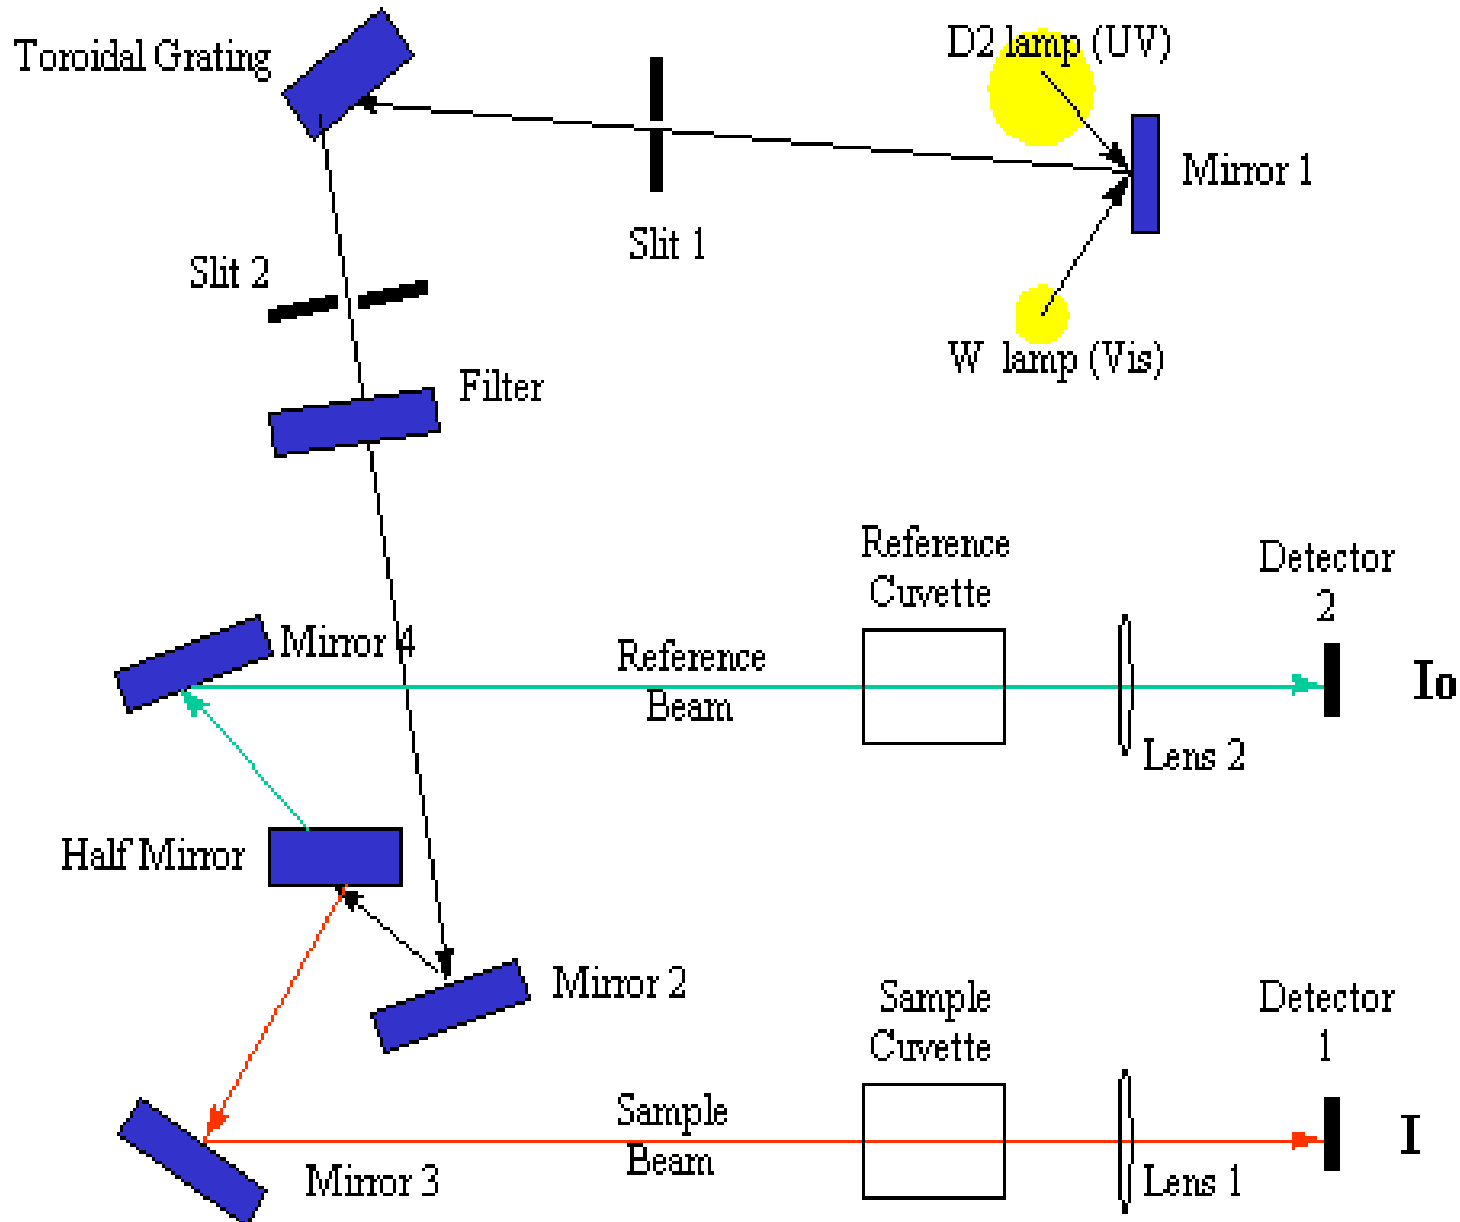 D2 lamp (UV)
Toroidal Grating
Mirror 1
Slit 1
Slit 2
W lamp (Vis)
Filter
Reference
Cuvette
Detector
2
Mirror 4
Reference
Beam
Io
Lens 2
Half Mirror
Mirror 2
Sample
Cuvette
Detector
1
Sample
Beam
I
Mirror 3
Lens 1